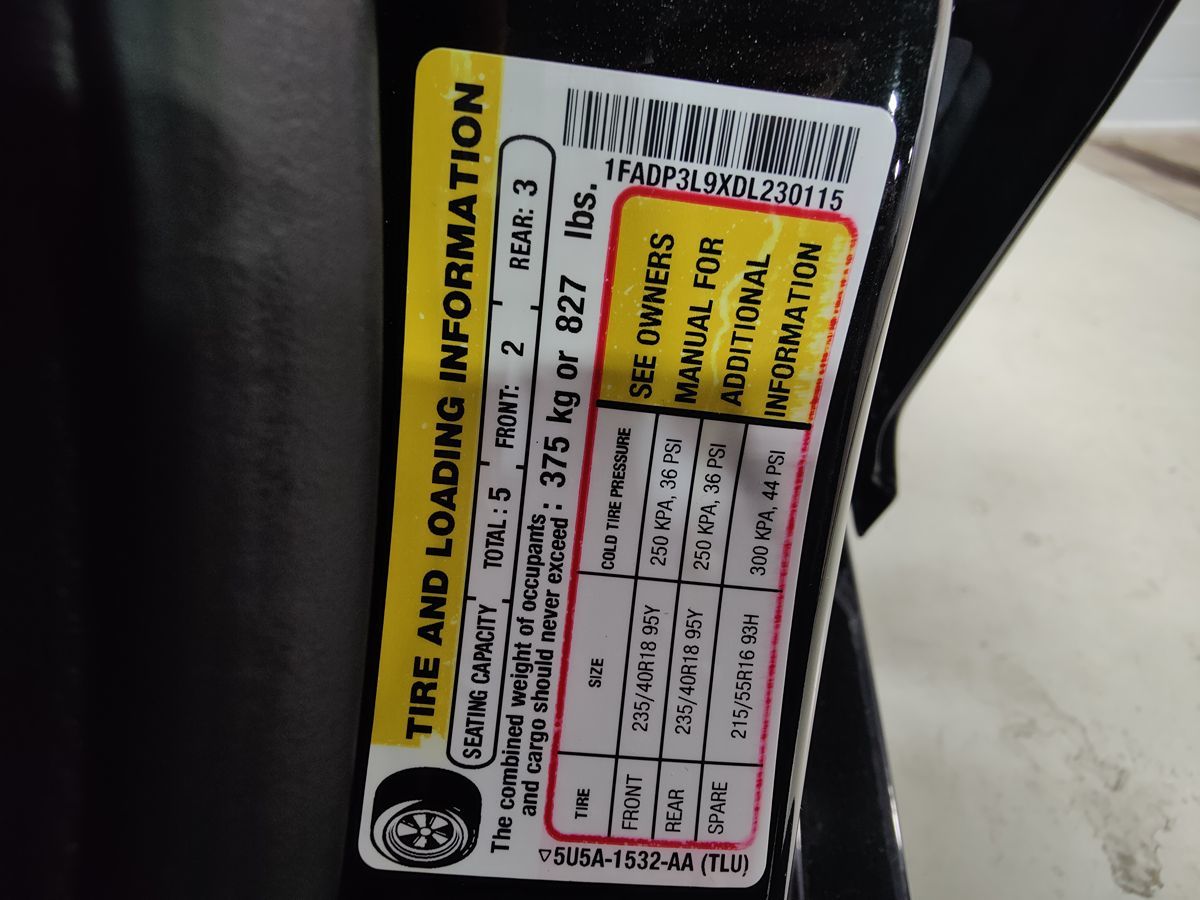 TIRE AND LOADING INFORMATION
SEATING CAPACITY TOTAL : 5 FRONT: 2 REAR: 3
The combined weight of occupants
and cargo should never exceed : 375 kg or 827 lbs.
TIRE SIZE COLD TIRE PRESSURE
FRONT 235/40R18 95Y 250 KPA, 36 PSI
REAR 235/40R18 95Y 250 KPA, 36 PSI
SPARE 215/55R16 93H 300 KPA, 44 PSI
SEE OWNERS
MANUAL FOR
ADDITIONAL
INFORMATION
5U5A-1532-AA (TLU)
1FADP3L9XDL230115